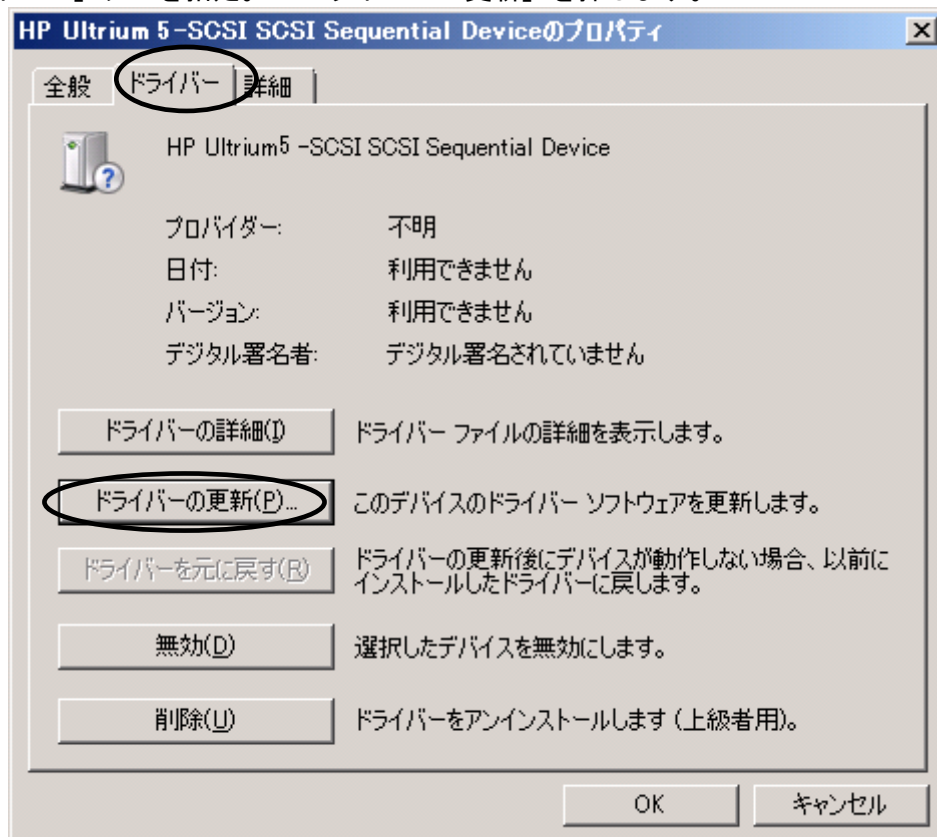 HP Ultrium 5-SCSI SCSI Sequential Deviceのプロパティ
全般 ドライバー 詳細
HP Ultrium5 -SCSI SCSI Sequential Device
プロバイダー: 不明
日付: 利用できません
バージョン: 利用できません
デジタル署名者: デジタル署名されていません
ドライバーの詳細(I) ドライバー ファイルの詳細を表示します。
ドライバーの更新(P)... このデバイスのドライバー ソフトウェアを更新します。
ドライバーを元に戻す(R) ドライバーの更新後にデバイスが動作しない場合、以前に
インストールしたドライバーに戻します。
無効(D) 選択したデバイスを無効にします。
削除(U) ドライバーをアンインストールします (上級者用)。
OK キャンセル